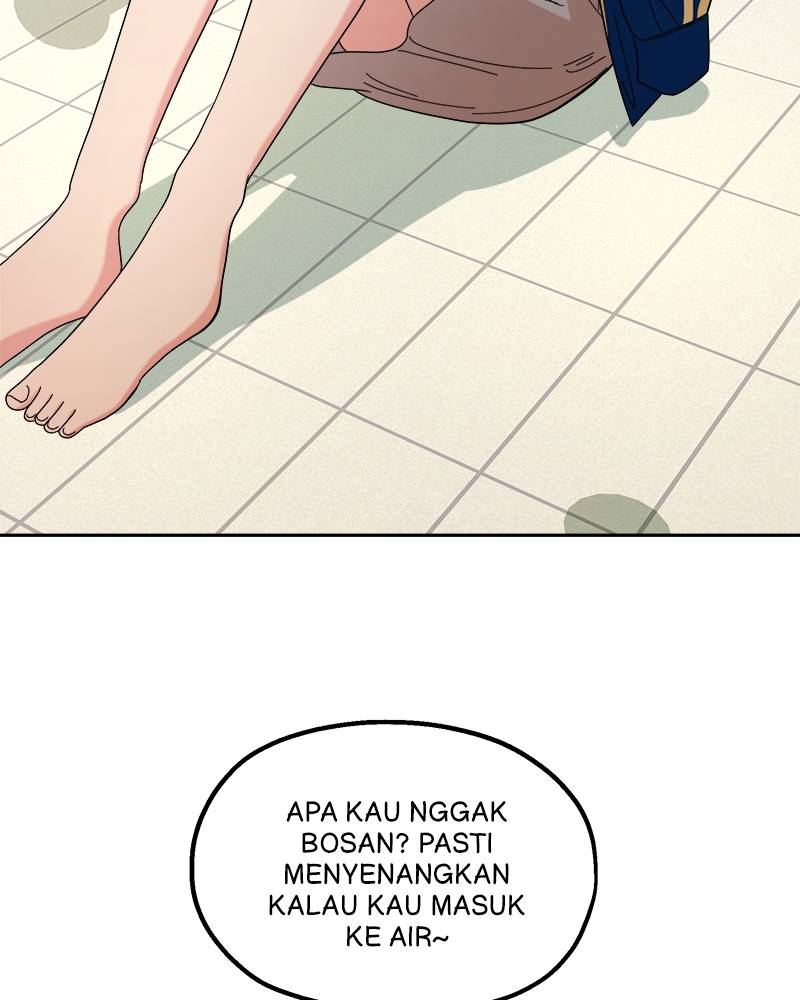 APA KAU NGGAK
BOSAN? PASTI
MENYENANGKAN
KALAU KAU MASUK
KE AIR~